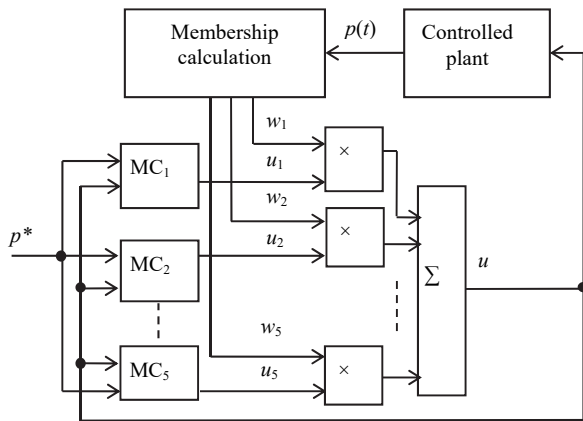 Membership calculation
p(t)
Controlled plant
w₁
u₁
×
MC₁
w₂
u₂
×
p*
MC₂
Σ
u
w₅
u₅
×
MC₅